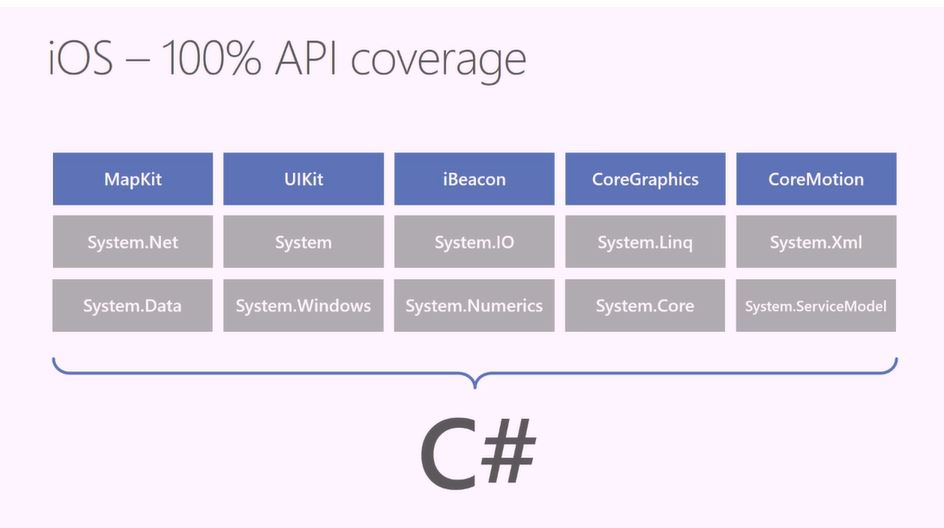 iOS – 100% API coverage
MapKit UIKit iBeacon CoreGraphics CoreMotion
System.Net System System.IO System.Linq System.Xml
System.Data System.Windows System.Numerics System.Core System.ServiceModel
C#